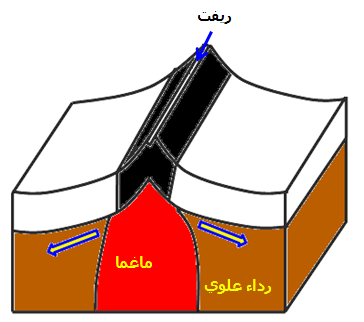 ريفت
ماغما
رداء علوي